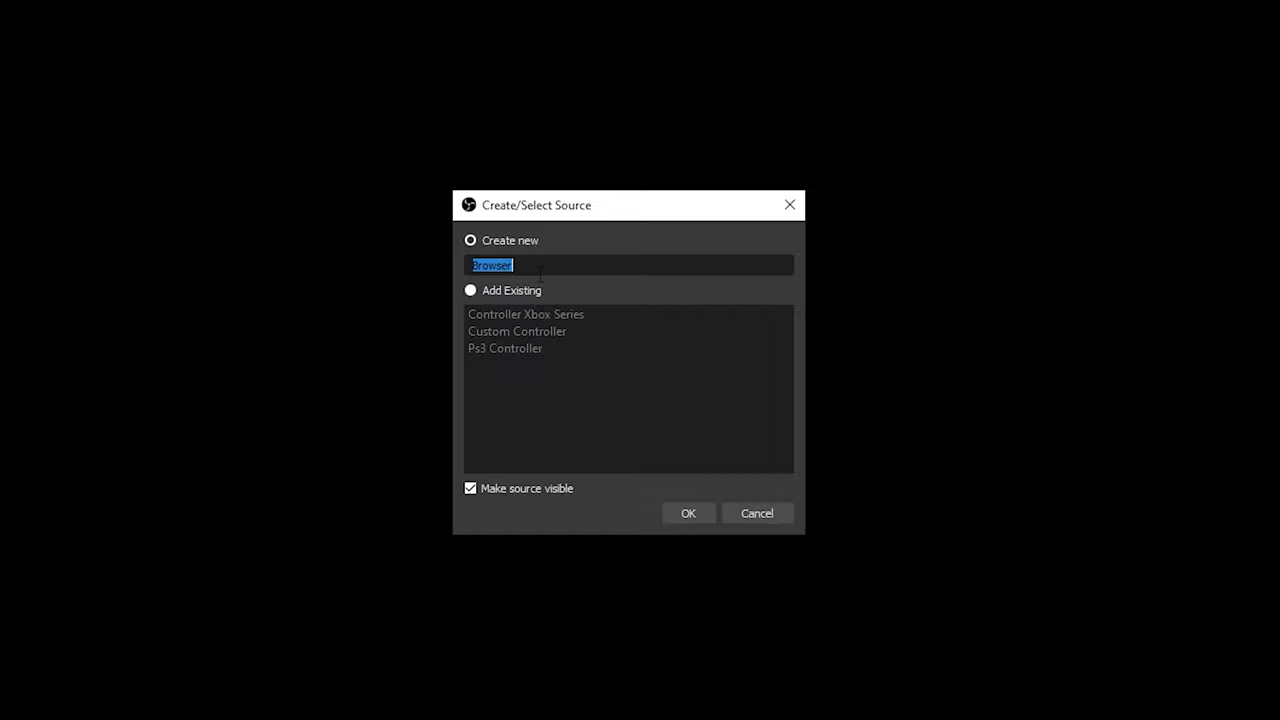 Create/Select Source
Create new
Browser
Add Existing
Controller Xbox Series
Custom Controller
Ps3 Controller
Make source visible
OK Cancel